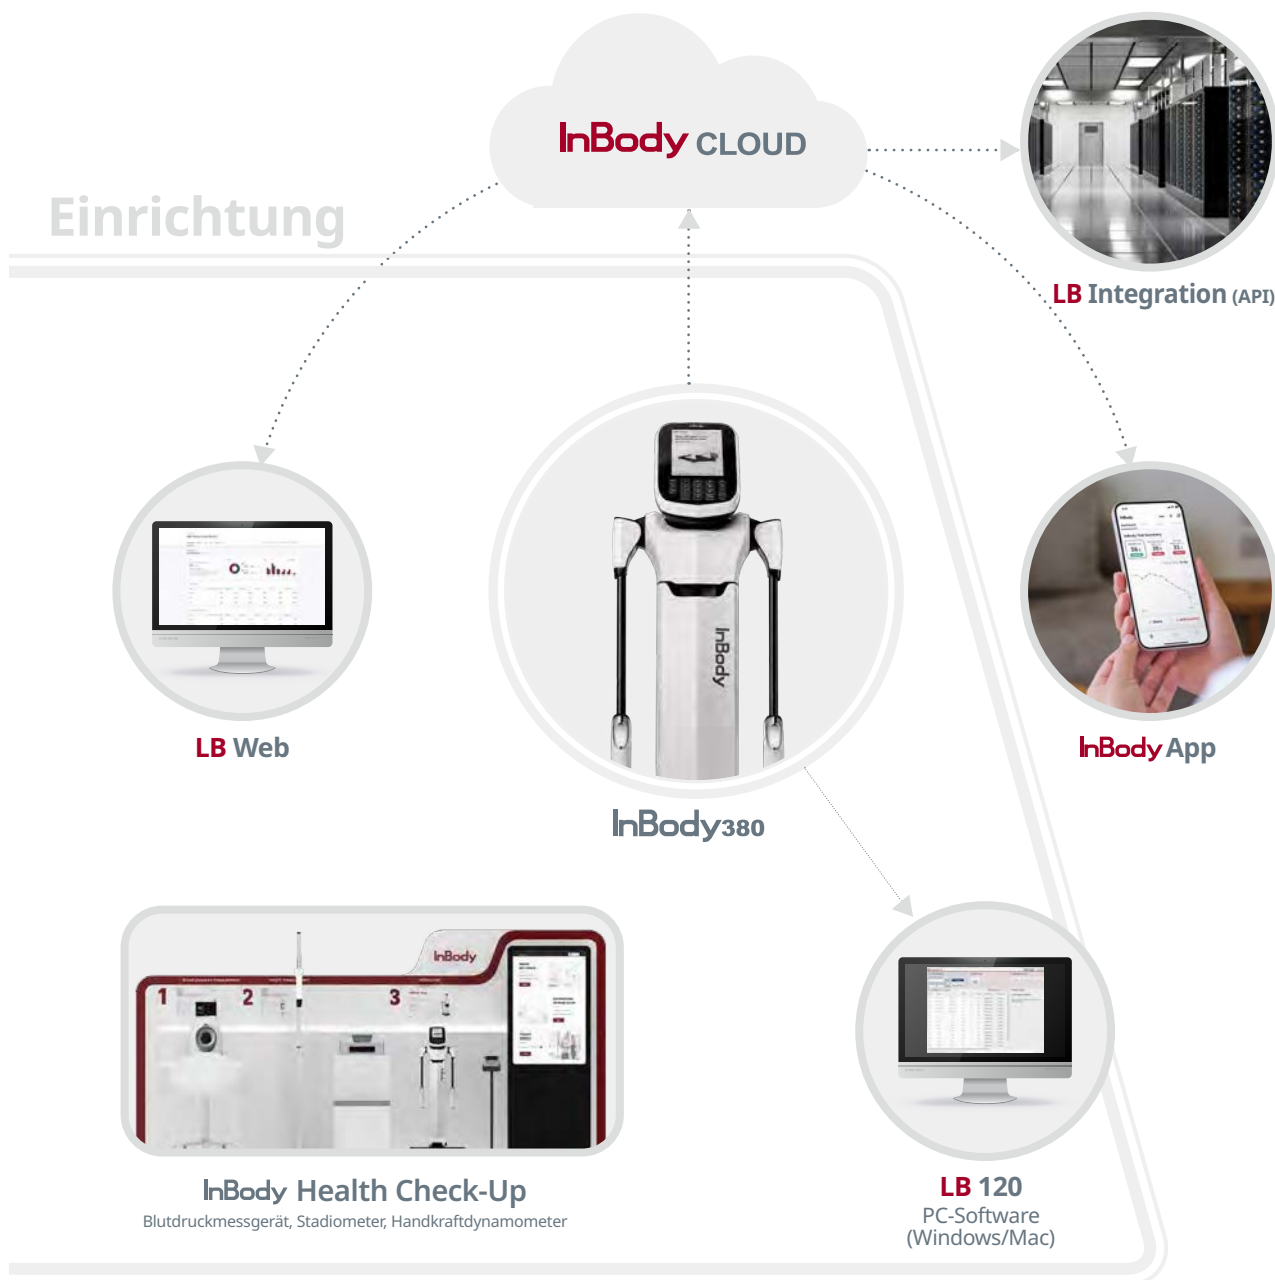 InBody CLOUD
Einrichtung
LB Integration (API)
InBody
LB Web
InBody App
InBody380
InBody
1
2
3
LB 120
PC-Software
(Windows/Mac)
InBody Health Check-Up
Blutdruckmessgerät, Stadiometer, Handkraftdynamometer